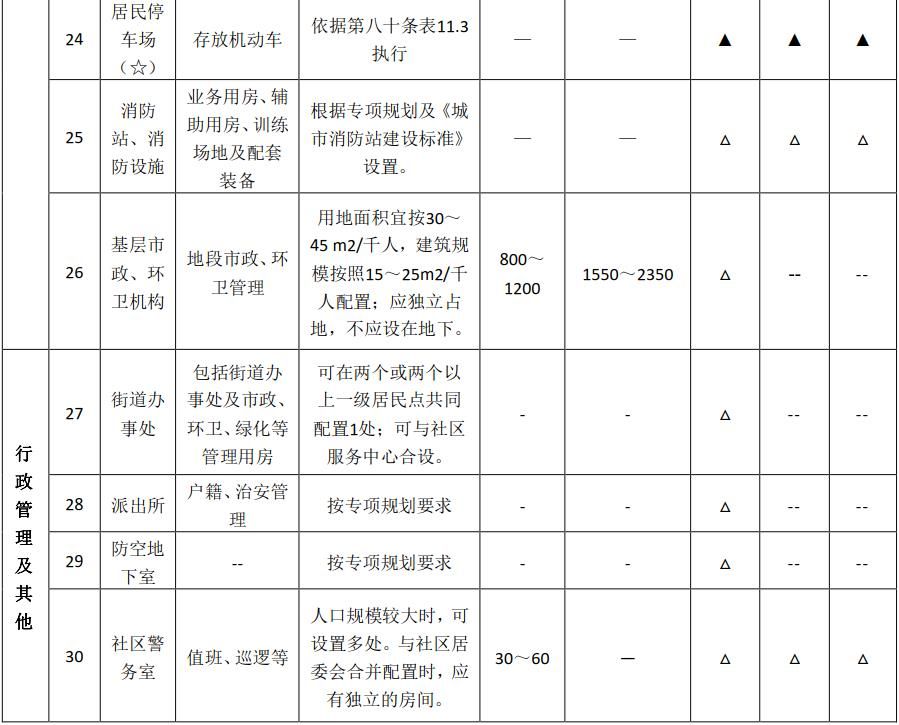 24
居民停
车场
（☆）
存放机动车
依据第八十条表11.3
执行
—
—
▲
▲
▲
25
消防
站、消
防设施
业务用房、辅
助用房、训练
场地及配套
装备
根据专项规划及《城
市消防站建设标准》
设置。
—
—
△
△
△
26
基层市
政、环
卫机构
地段市政、环
卫管理
用地面积宜按30～
45 m2/千人，建筑规
模按照15～25m2/千
人配置；应独立占
地，不应设在地下。
800～
1200
1550～2350
△
--
--
行
政
管
理
及
其
他
27
街道办
事处
包括街道办
事处及市政、
环卫、绿化等
管理用房
可在两个或两个以
上一级居民点共同
配置1处；可与社区
服务中心合设。
-
-
△
--
--
28
派出所
户籍、治安管
理
按专项规划要求
-
-
△
--
--
29
防空地
下室
--
按专项规划要求
-
-
△
--
--
30
社区警
务室
值班、巡逻等
人口规模较大时，可
设置多处。与社区居
委会合并配置时，应
有独立的房间。
30～60
—
△
△
△